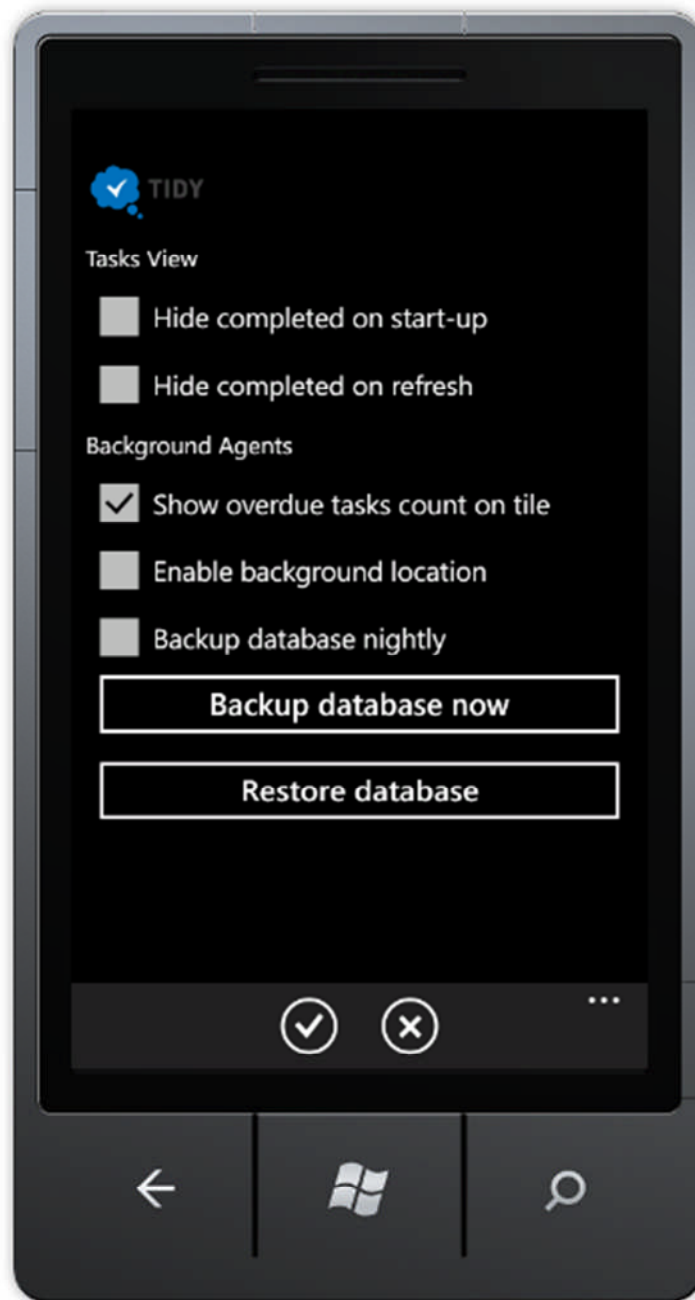 TIDY
Tasks View
Hide completed on start-up
Hide completed on refresh
Background Agents
Show overdue tasks count on tile
Enable background location
Backup database nightly
Backup database now
Restore database